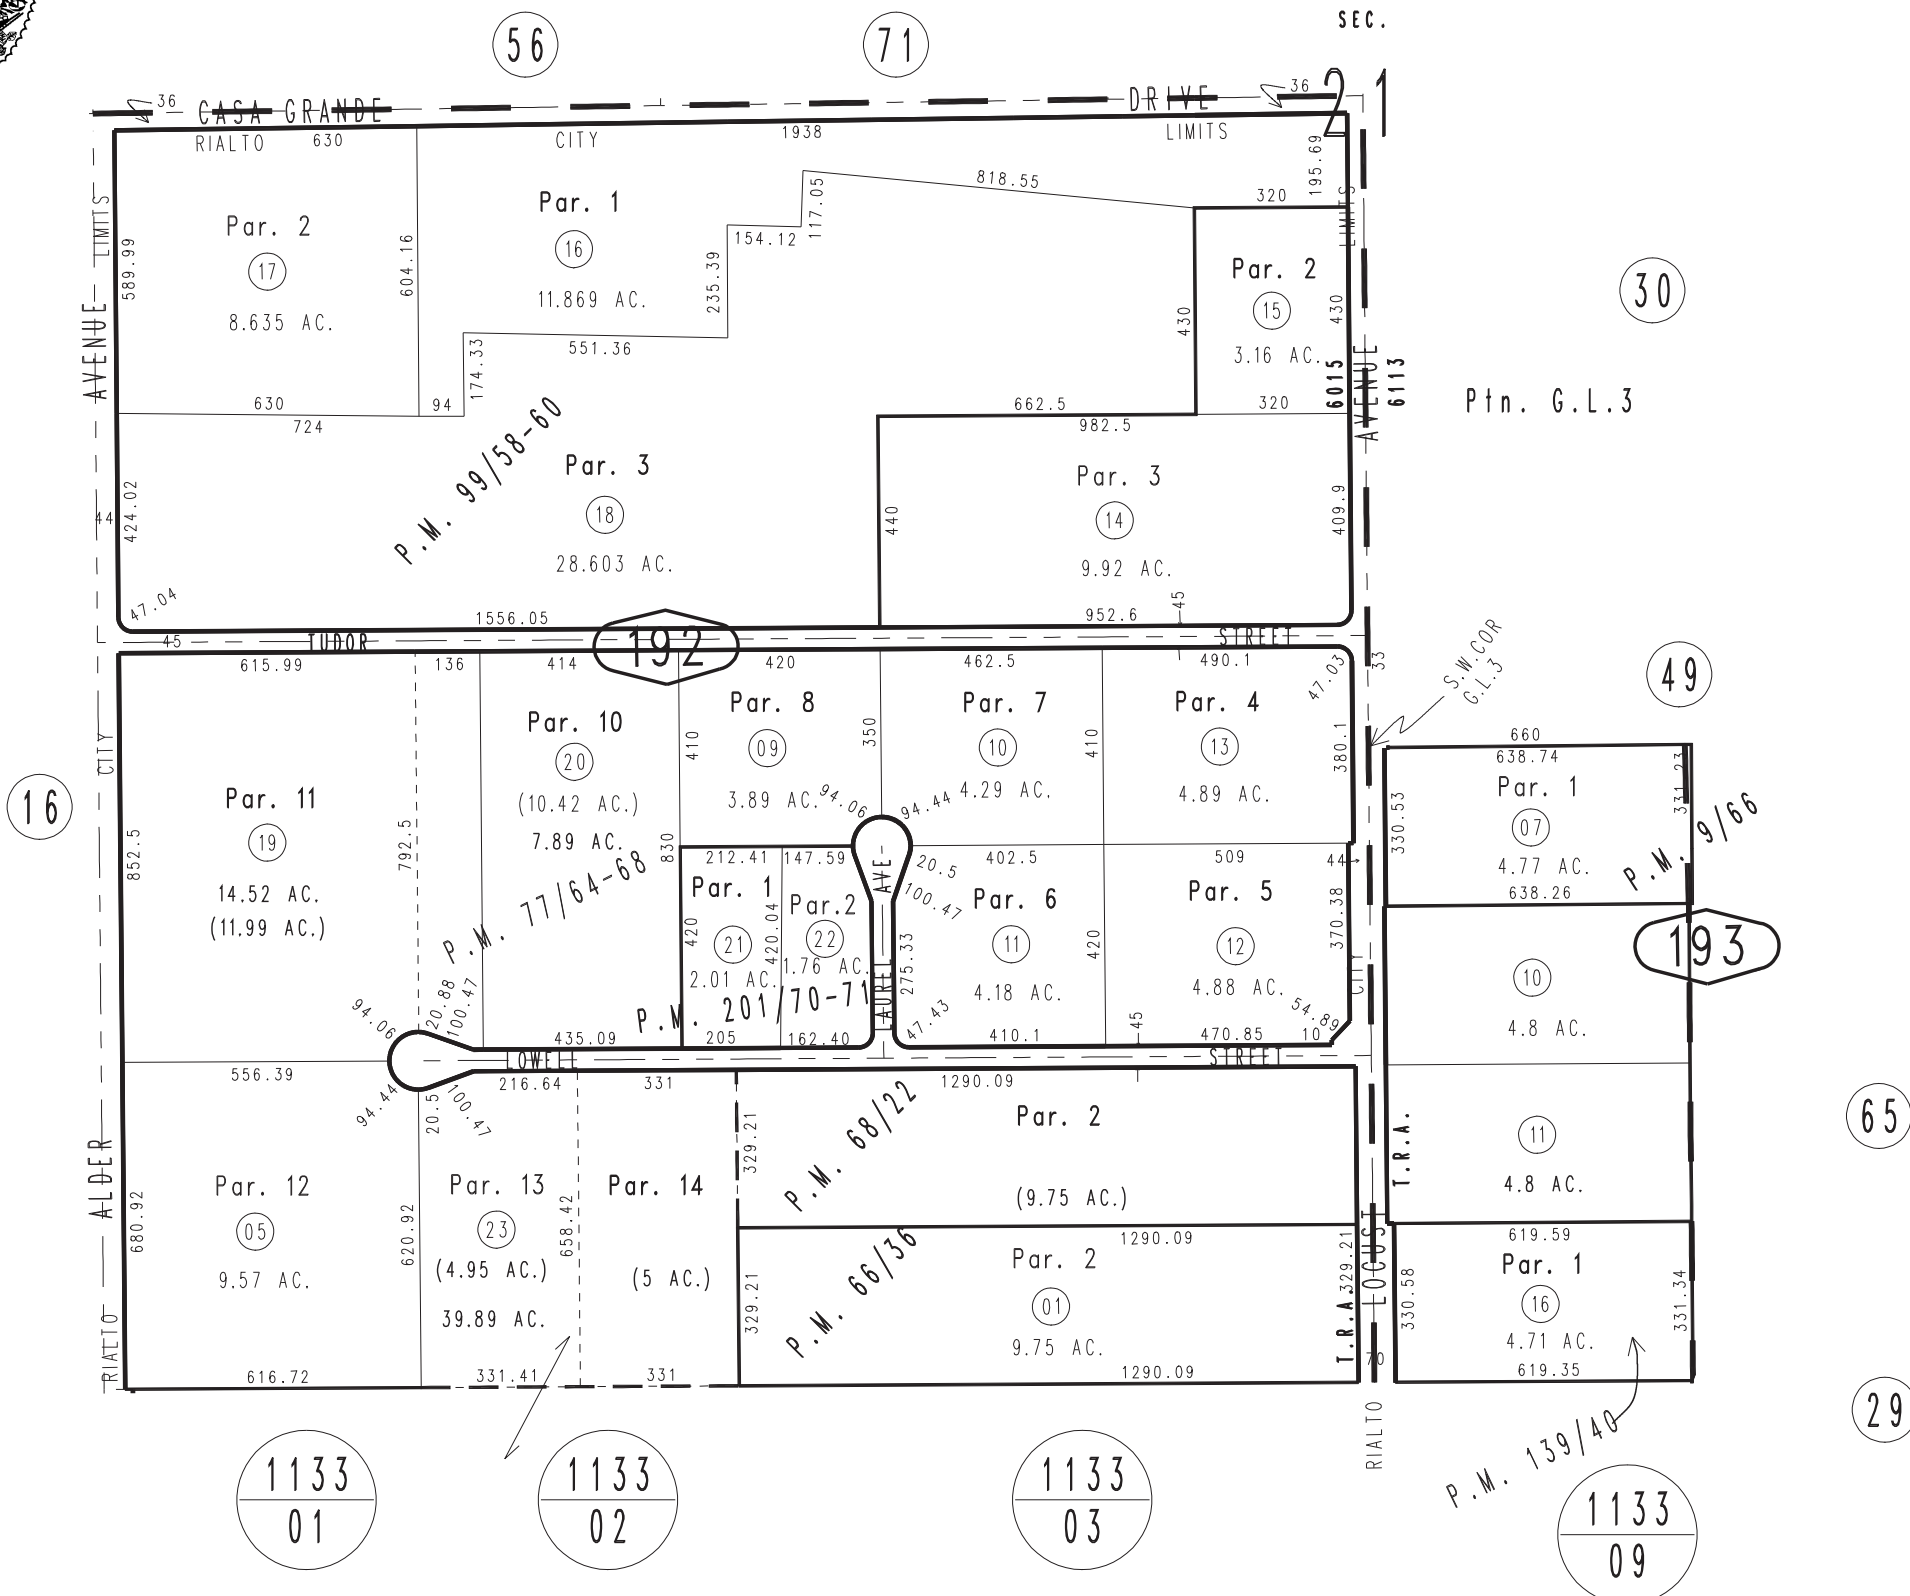 SEC.
56
71
21
36
CASA GRANDE
DRIVE
36
RIALTO
630
CITY
1938
LIMITS
195.69
818.55
320
117.05
154.12
LIMITS
LIMITS
Par. 2
17
8.635 AC.
589.99
604.16
Par. 1
16
11.869 AC.
235.39
551.36
174.33
Par. 2
15
3.16 AC.
430
430
30
6015
AVENUE
6113
Ptn. G.L.3
AVENUE
630
94
724
662.5
320
982.5
P.M. 99/58-60
Par. 3
18
28.603 AC.
Par. 3
14
9.92 AC.
424.02
44
440
409.9
47.04
1556.05
952.6
45
45
TUDOR
192
STREET
615.99
136
414
420
462.5
490.1
47.03
33
S.W.COR
G.L.3
49
Par. 10
20
(10.42 AC.)
7.89 AC.
Par. 8
09
3.89 AC.
410
350
Par. 7
10
4.29 AC.
410
Par. 4
13
4.89 AC.
380.1
94.06
94.44
CITY
16
Par. 11
19
14.52 AC.
(11.99 AC.)
852.5
792.5
830
660
638.74
Par. 1
07
4.77 AC.
638.26
330.53
331.23
P.M. 9/66
P.M. 77/64-68
212.41
147.59
AVE
20.5
100.47
402.5
509
44
Par. 1
21
2.01 AC.
420
420.04
Par.2
22
1.76 AC.
LAUREL
275.33
Par. 6
11
4.18 AC.
420
Par. 5
12
4.88 AC.
370.38
CITY
193
10
4.8 AC.
P.M. 201/70-71
94.06
20.88
100.47
435.09
205
162.40
47.43
410.1
45
470.85
10
54.89
LOWELL
STREET
556.39
216.64
331
1290.09
94.44
20.5
100.47
ALDER
RIALTO
Par. 12
05
9.57 AC.
680.92
620.92
Par. 13
23
(4.95 AC.)
39.89 AC.
658.42
Par. 14
(5 AC.)
329.21
P.M. 68/22
Par. 2
(9.75 AC.)
1290.09
329.21
P.M. 66/36
Par. 2
01
9.75 AC.
329.21
T.R.A.
LOCUST
T.R.A.
11
4.8 AC.
65
619.59
Par. 1
16
4.71 AC.
330.58
331.34
619.35
70
616.72
331.41
331
1290.09
RIALTO
P.M. 139/40
29
1133
01
1133
02
1133
03
1133
09